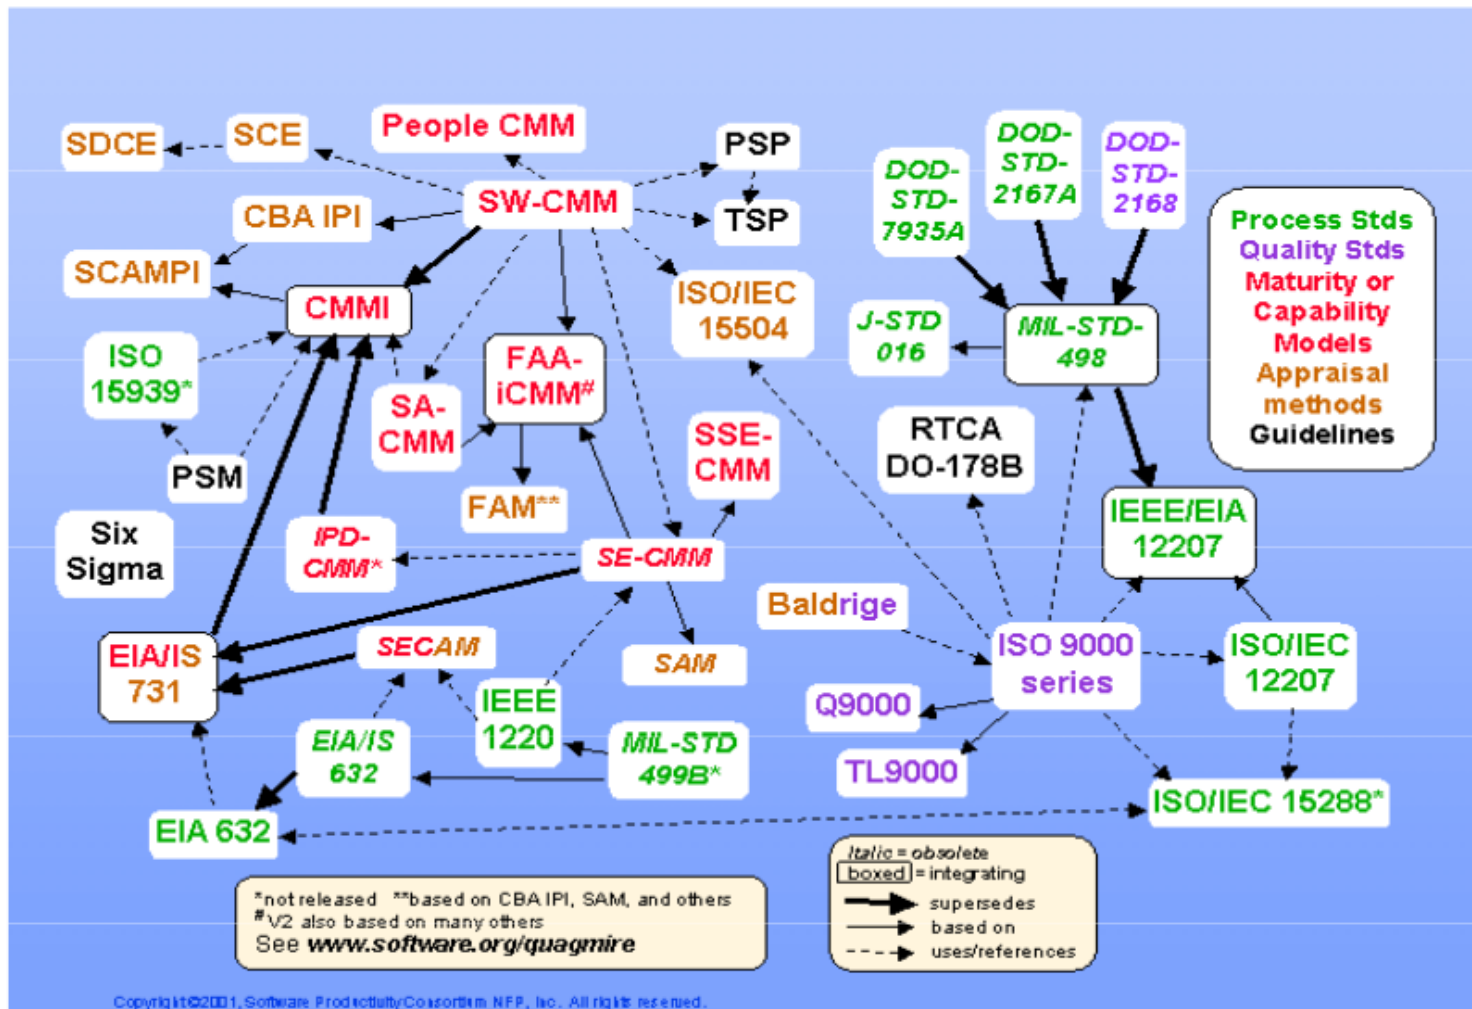 People CMM
SCE
SDCE
PSP
DOD-
STD-
2167A
DOD-
STD-
2168
DOD-
STD-
7935A
SW-CMM
CBA IPI
TSP
SCAMPI
CMMI
ISO/IEC
15504
J-STD
016
MIL-STD-
498
Process Stds
Quality Stds
Maturity or
Capability
Models
Appraisal
methods
Guidelines
ISO
15939*
FAA-
iCMM#
SA-
CMM
SSE-
CMM
RTCA
DO-178B
PSM
FAM**
IEEE/EIA
12207
Six
Sigma
IPD-
CMM*
SE-CMM
Baldrige
EIA/IS
731
SECAM
SAM
ISO 9000
series
ISO/IEC
12207
IEEE
1220
Q9000
EIA/IS
632
MIL-STD
499B*
TL9000
EIA 632
ISO/IEC 15288*
Italic = obsolete
boxed = integrating
supersedes
based on
uses/references
*not released **based on CBA IPI, SAM, and others
#V2 also based on many others
See www.software.org/quagmire
Copyright©2001, Software Productivity Consortium NFP, Inc. All rights reserved.